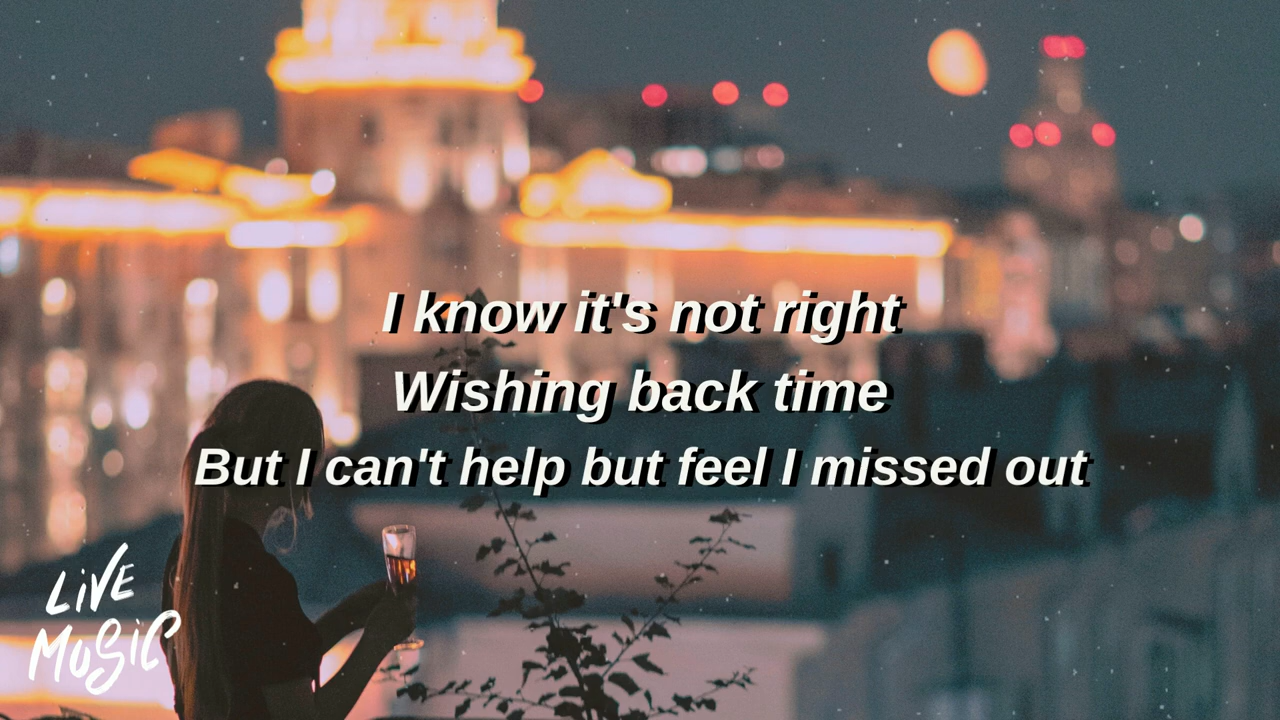 I know it's not right
Wishing back time
But I can't help but feel I missed out
LiVE
MUSiC